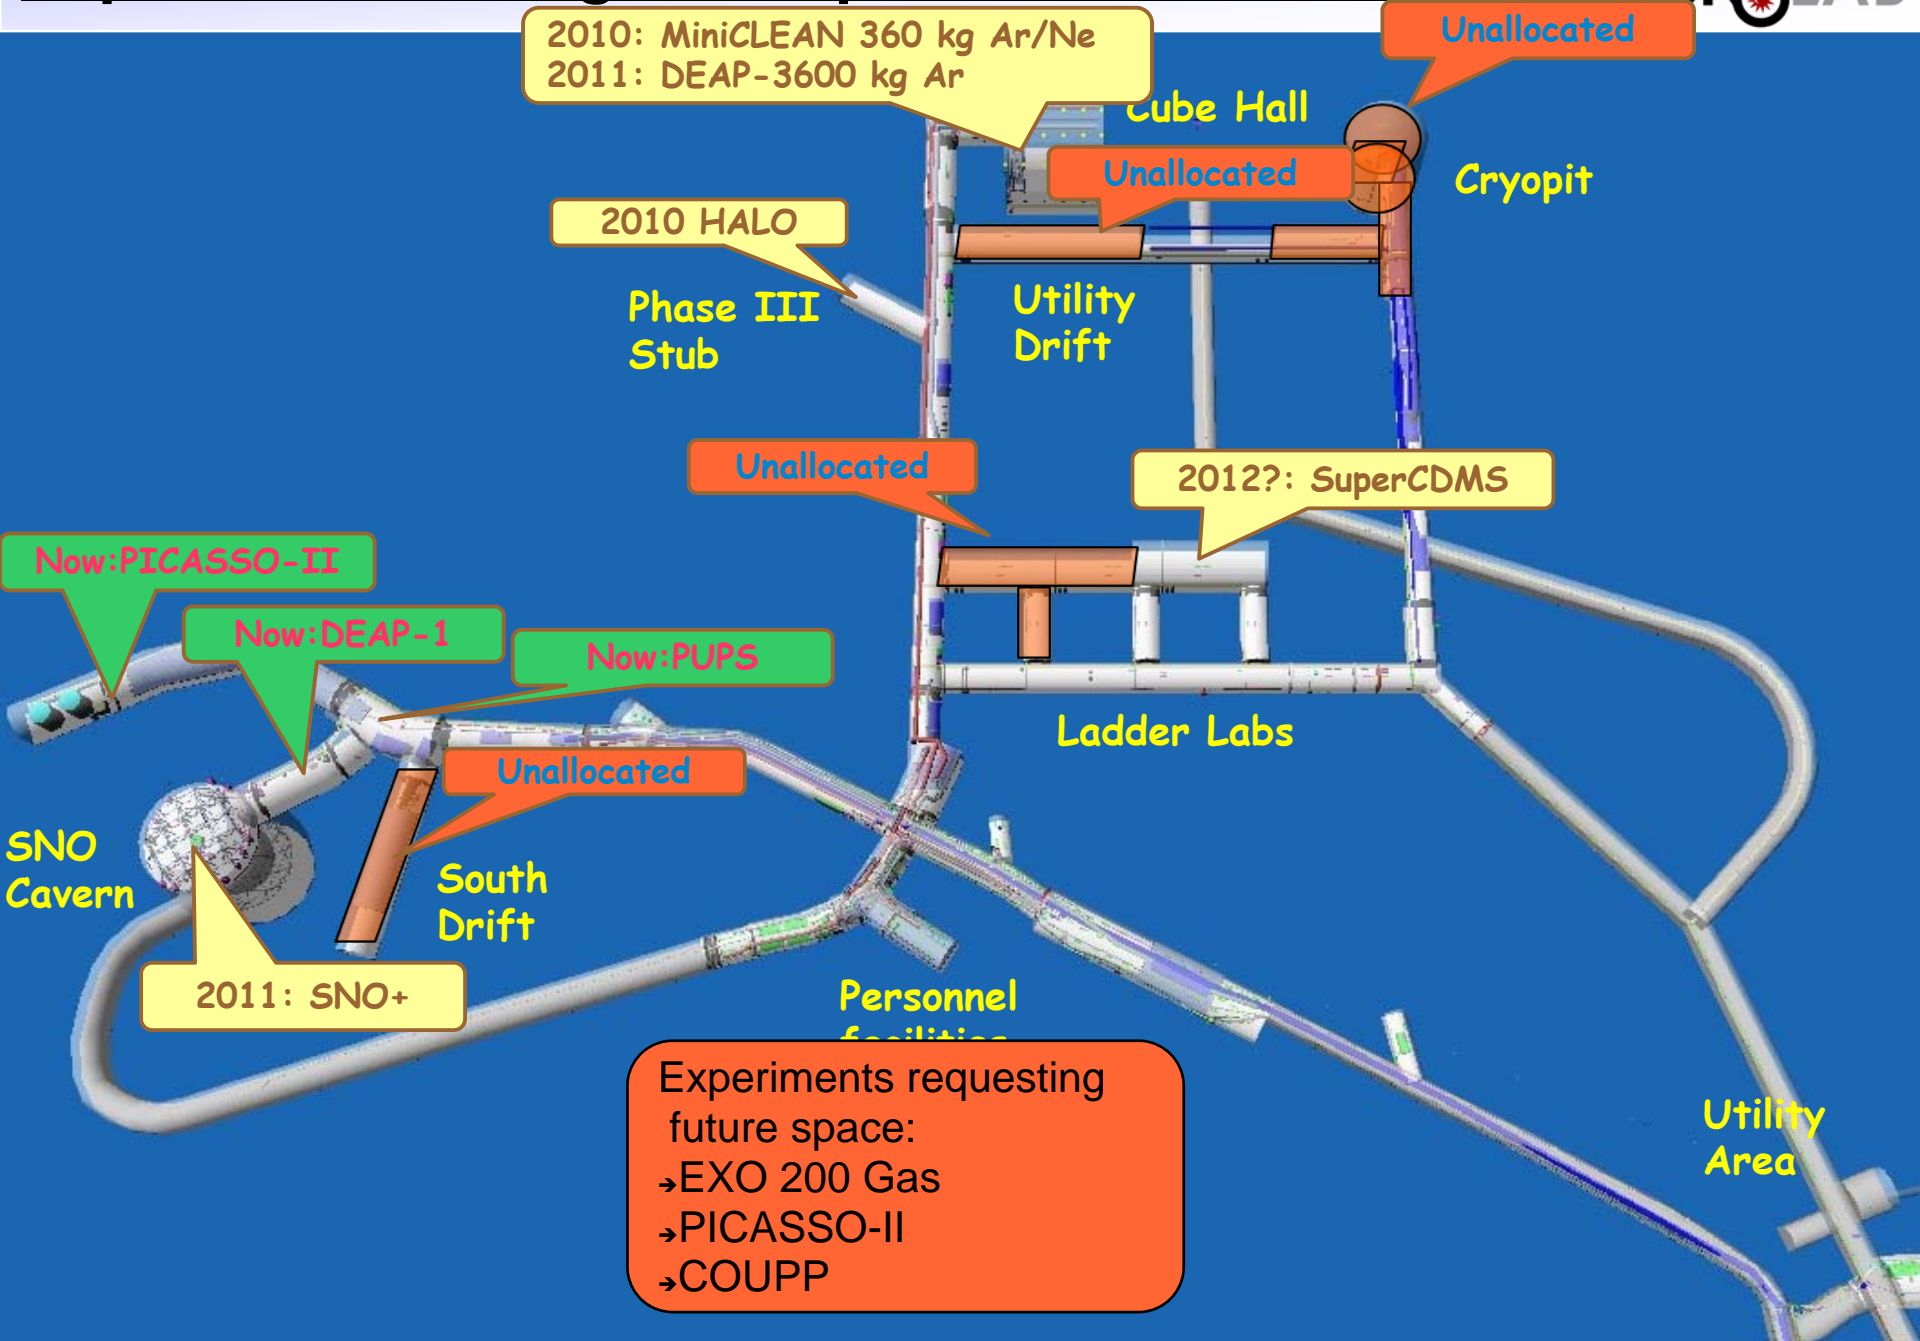 2010: MiniCLEAN 360 kg Ar/Ne
2011: DEAP-3600 kg Ar
Unallocated
Cube Hall
Unallocated
Cryopit
2010 HALO
Phase III
Stub
Utility
Drift
Unallocated
2012?: SuperCDMS
Now:PICASSO-II
Now:DEAP-1
Now:PUPS
Ladder Labs
Unallocated
SNO
Cavern
South
Drift
2011: SNO+
Personnel
facilities
Experiments requesting
future space:
➔EXO 200 Gas
➔PICASSO-II
➔COUPP
Utility
Area